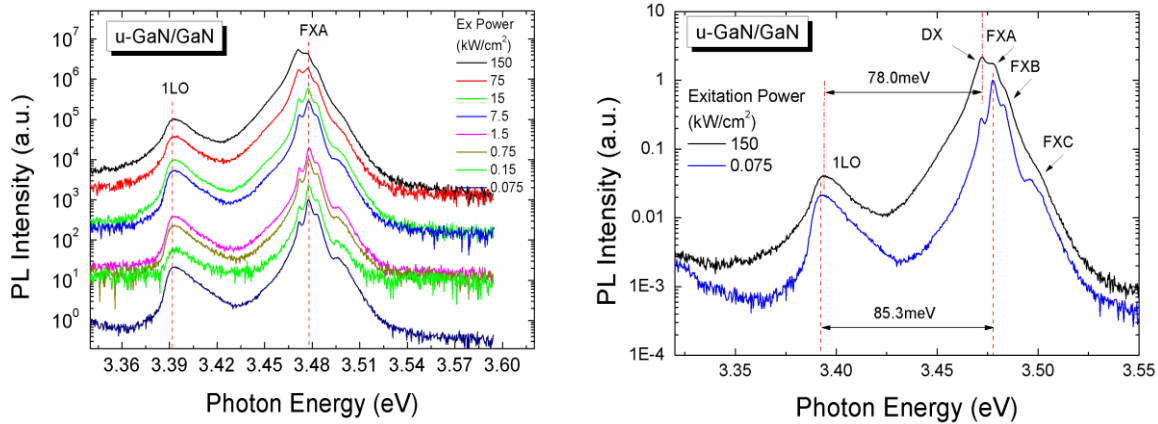 u-GaN/GaN
Ex Power
(kW/cm²)
150
75
15
7.5
1.5
0.75
0.15
0.075
FXA
1LO
10⁷
10⁶
10⁵
10⁴
10³
10²
10¹
10⁰
PL Intensity (a.u.)
3.36 3.39 3.42 3.45 3.48 3.51 3.54 3.57 3.60
Photon Energy (eV)
u-GaN/GaN
DX
FXA
FXB
FXC
78.0meV
Exitation Power
(kW/cm²)
150
0.075
1LO
85.3meV
10
1
0.1
0.01
1E-3
1E-4
PL Intensity (a.u.)
3.35 3.40 3.45 3.50 3.55
Photon Energy (eV)